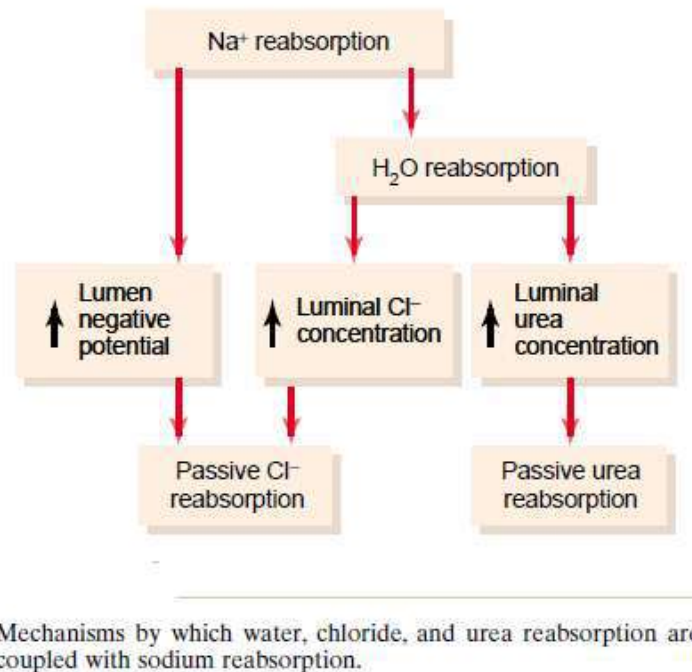 Na⁺ reabsorption
H₂O reabsorption
Lumen
negative
potential
Luminal Cl⁻
concentration
Luminal
urea
concentration
Passive Cl⁻
reabsorption
Passive urea
reabsorption
Mechanisms by which water, chloride, and urea reabsorption are
coupled with sodium reabsorption.